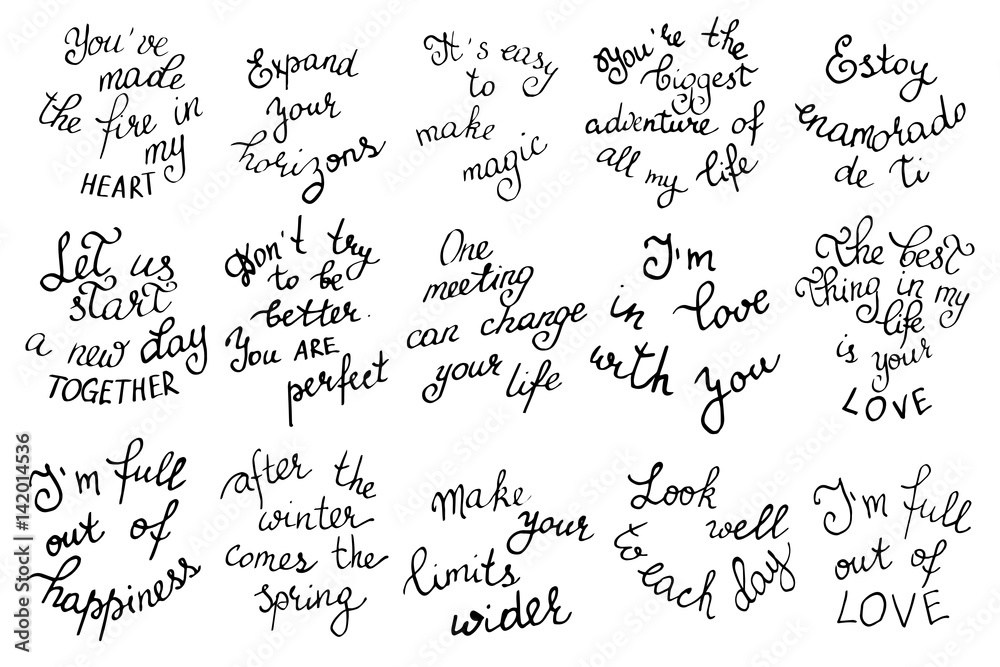 You've
made
the fire in
my
HEART
Expand
your
horizons
It's easy
to
make
magic
You're the
biggest
adventure of
all my life
Estoy
enamorado
de ti
Let us
start
a new day
TOGETHER
Don't try
to be
better.
You ARE
perfect
One
meeting
can change
your life
I'm
in love
with you
The best
thing in my
life
is your
LOVE
I'm full
out of
happiness
after the
winter
comes the
spring
Make
your
limits
wider
Look
well
to each day
I'm full
out of
LOVE
Adobe Stock | #142014536